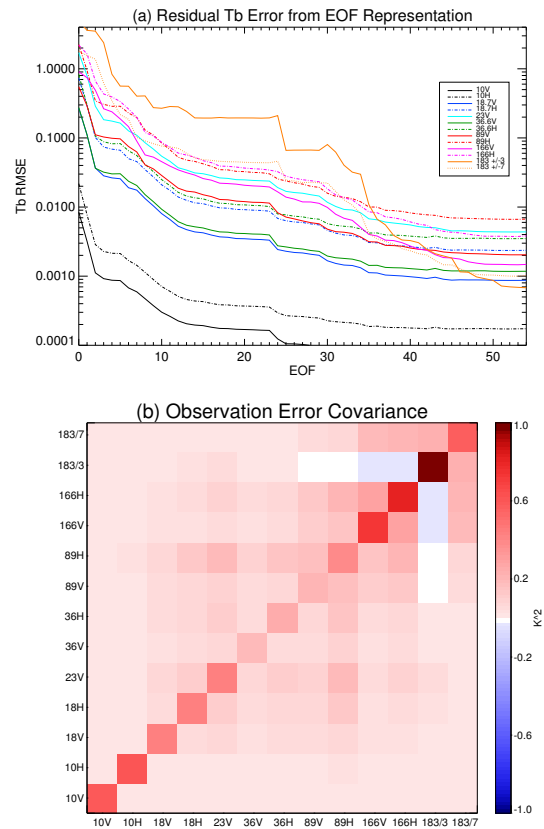 (a) Residual Tb Error from EOF Representation
Tb RMSE
1.0000
0.1000
0.0100
0.0010
0.0001
0 10 20 30 40 50
EOF
10V
10H
18.7V
18.7H
23V
36.6V
36.6H
89V
89H
166V
166H
183 +/-3
183 +/-7
(b) Observation Error Covariance
183/7
183/3
166H
166V
89H
89V
36H
36V
23V
18H
18V
10H
10V
10V 10H 18V 18H 23V 36V 36H 89V 89H 166V 166H 183/3 183/7
1.0
0.6
0.2
-0.2
-0.6
-1.0
K^2